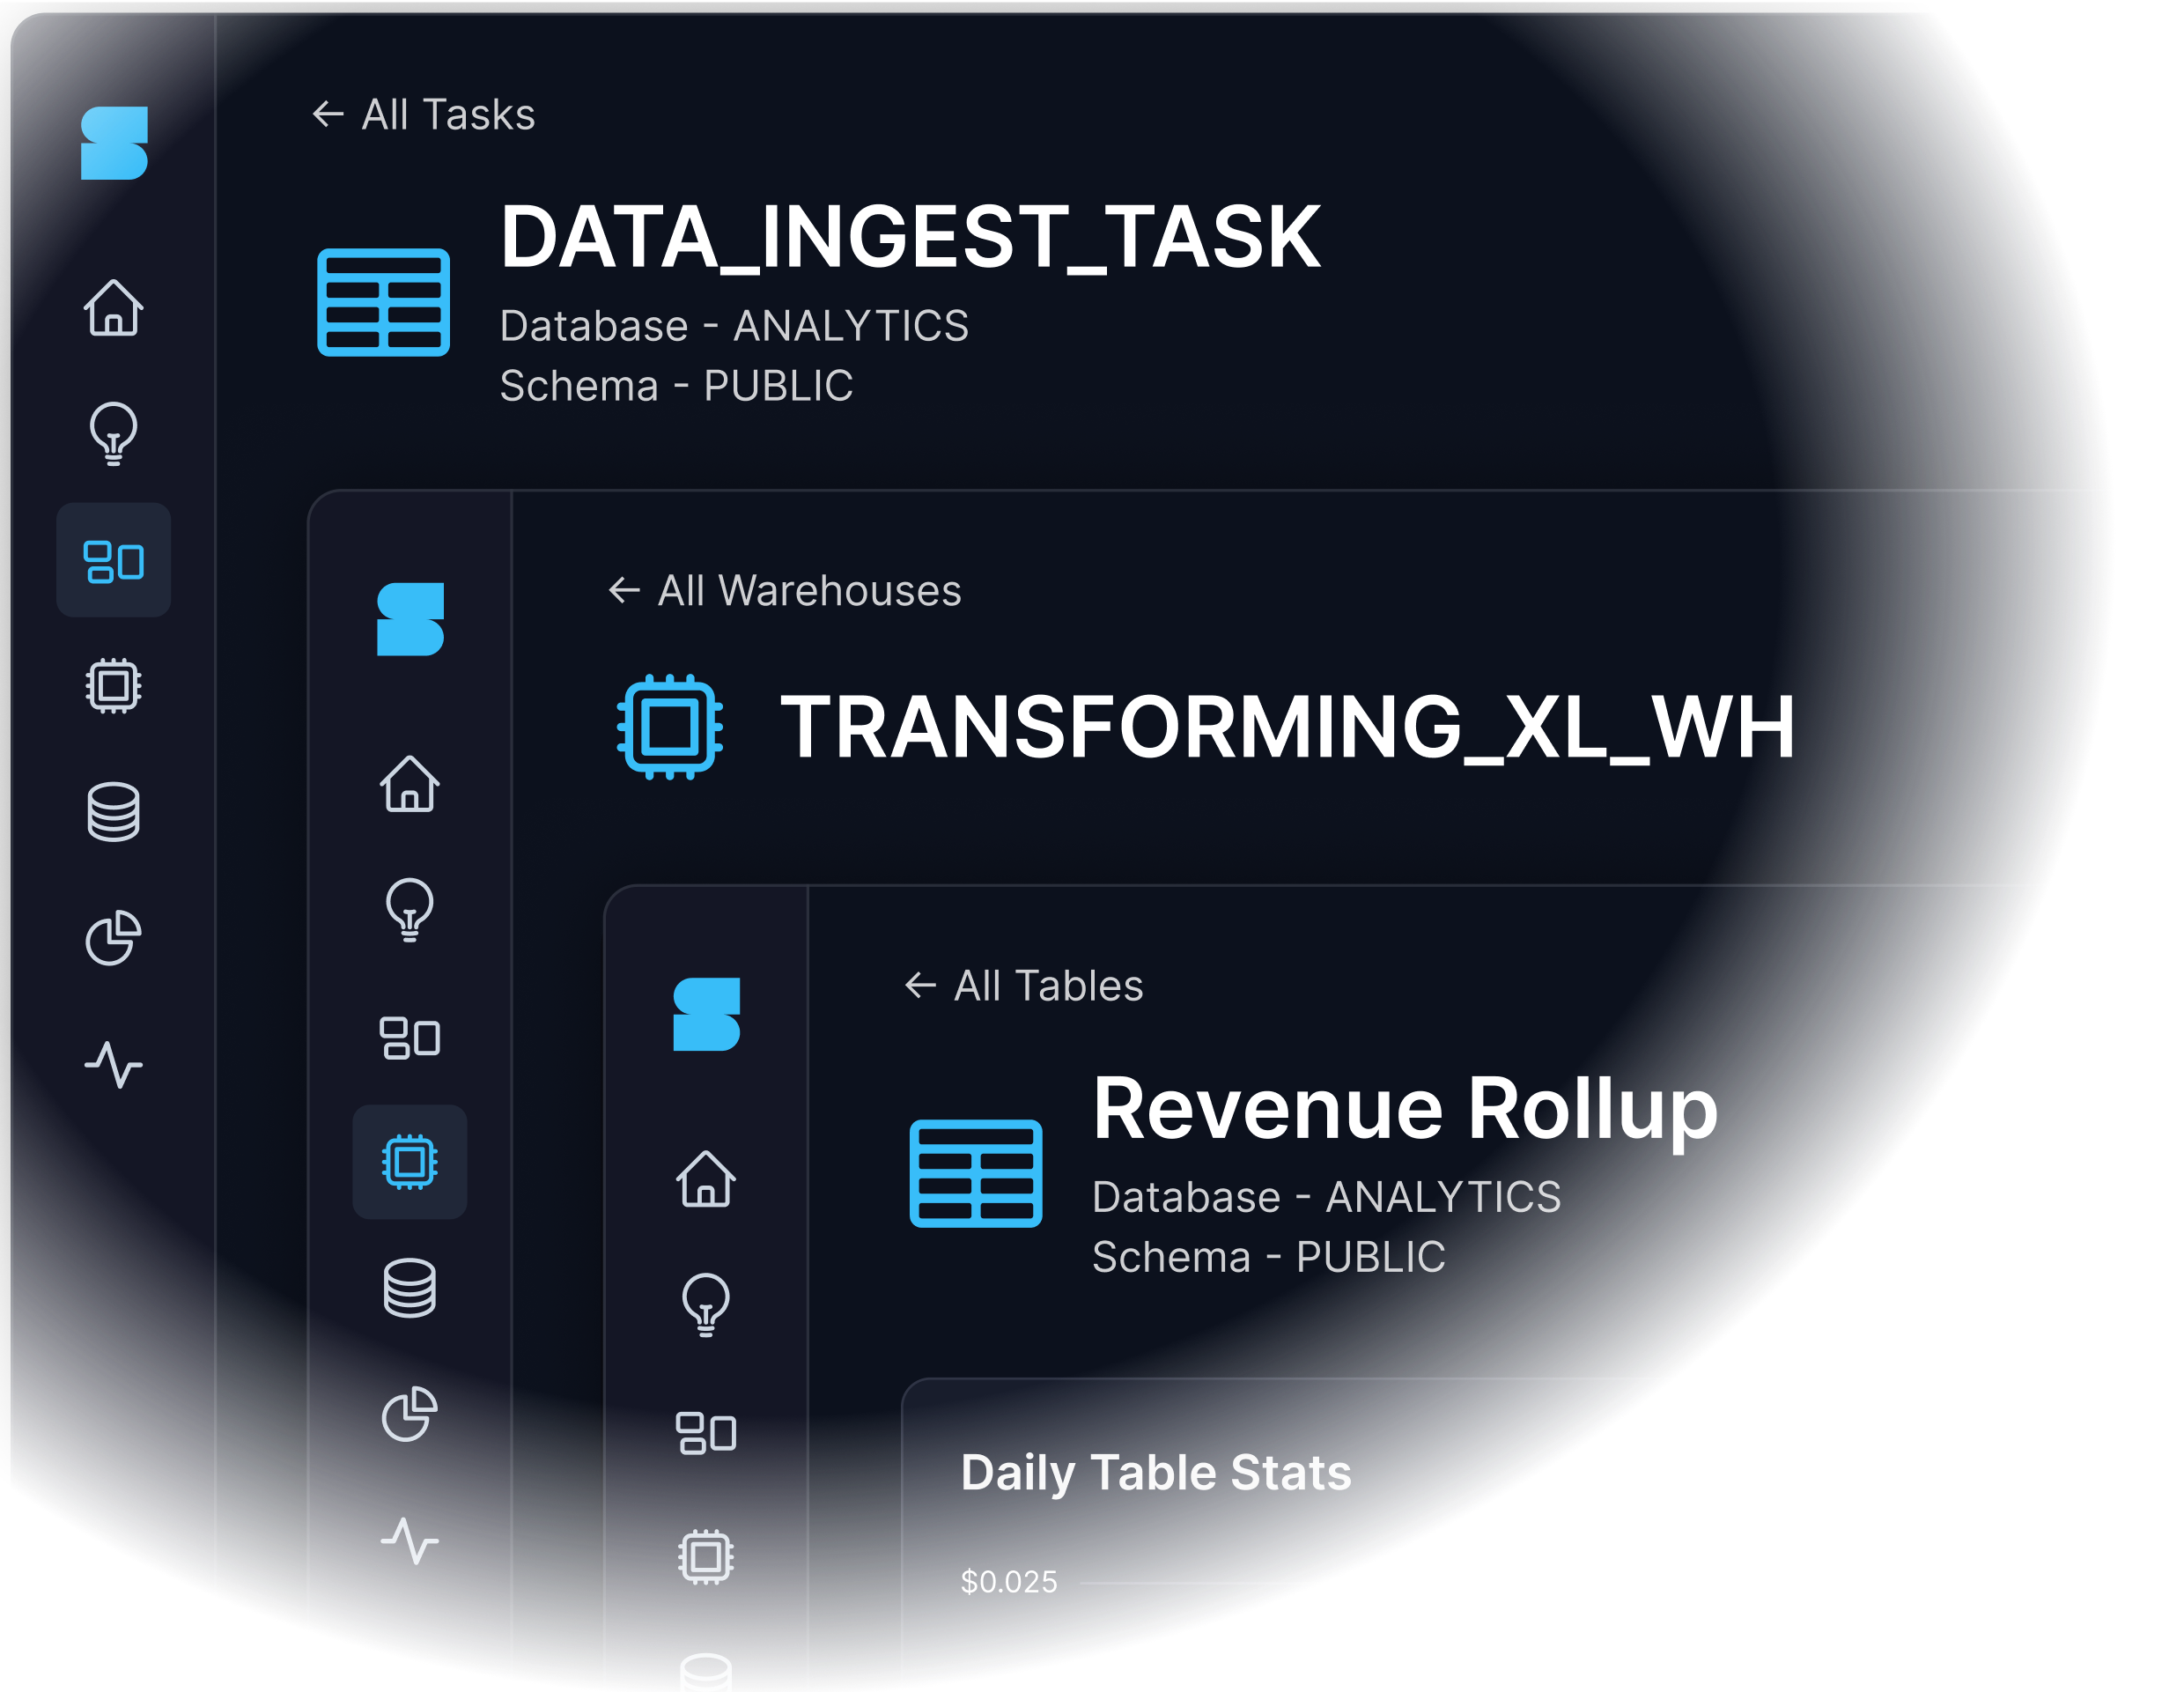 All Tasks
DATA_INGEST_TASK
Database - ANALYTICS
Schema - PUBLIC
All Warehouses
TRANSFORMING_XL_WH
All Tables
Revenue Rollup
Database - ANALYTICS
Schema - PUBLIC
Daily Table Stats
$0.025